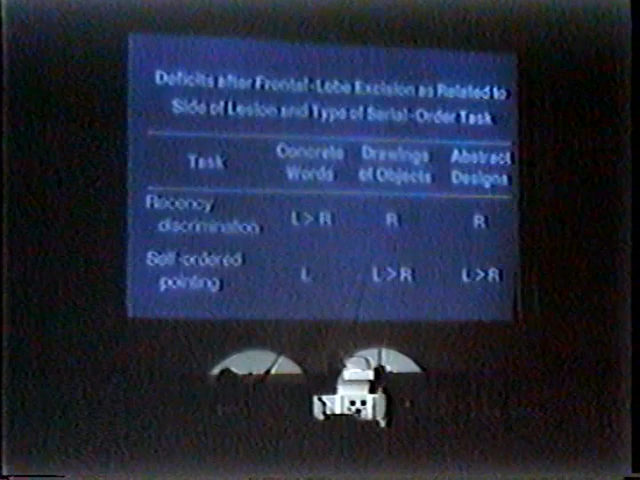 Deficits after Frontal-Lobe Excision as Related to
Side of Lesion and Type of Serial-Order Task
Task Concrete Words Drawings of Objects Abstract Designs
Recency discrimination L>R R R
Self-ordered pointing L L>R L>R